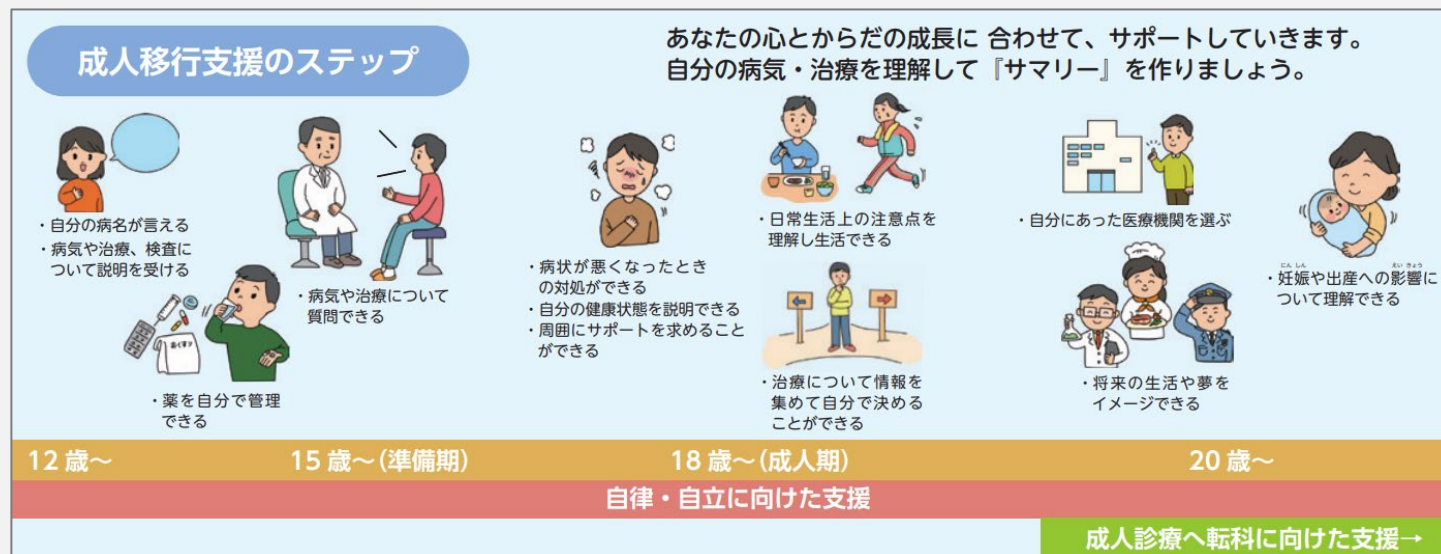 成人移行支援のステップ
あなたの心とからだの成長に 合わせて、サポートしていきます。
自分の病気・治療を理解して『サマリー』を作りましょう。
・自分の病名が言える
・病気や治療、検査に
ついて説明を受ける
おくすり
・薬を自分で管理
できる
・病気や治療について
質問できる
・病状が悪くなったとき
の対処ができる
・自分の健康状態を説明できる
・周囲にサポートを求めること
ができる
・日常生活上の注意点を
理解し生活できる
・治療について情報を
集めて自分で決める
ことができる
・自分にあった医療機関を選ぶ
・将来の生活や夢を
イメージできる
にんしん えいきょう
・妊娠や出産への影響に
ついて理解できる
12歳~
15歳~(準備期)
18歳~(成人期)
20歳~
自律・自立に向けた支援
成人診療へ転科に向けた支援→